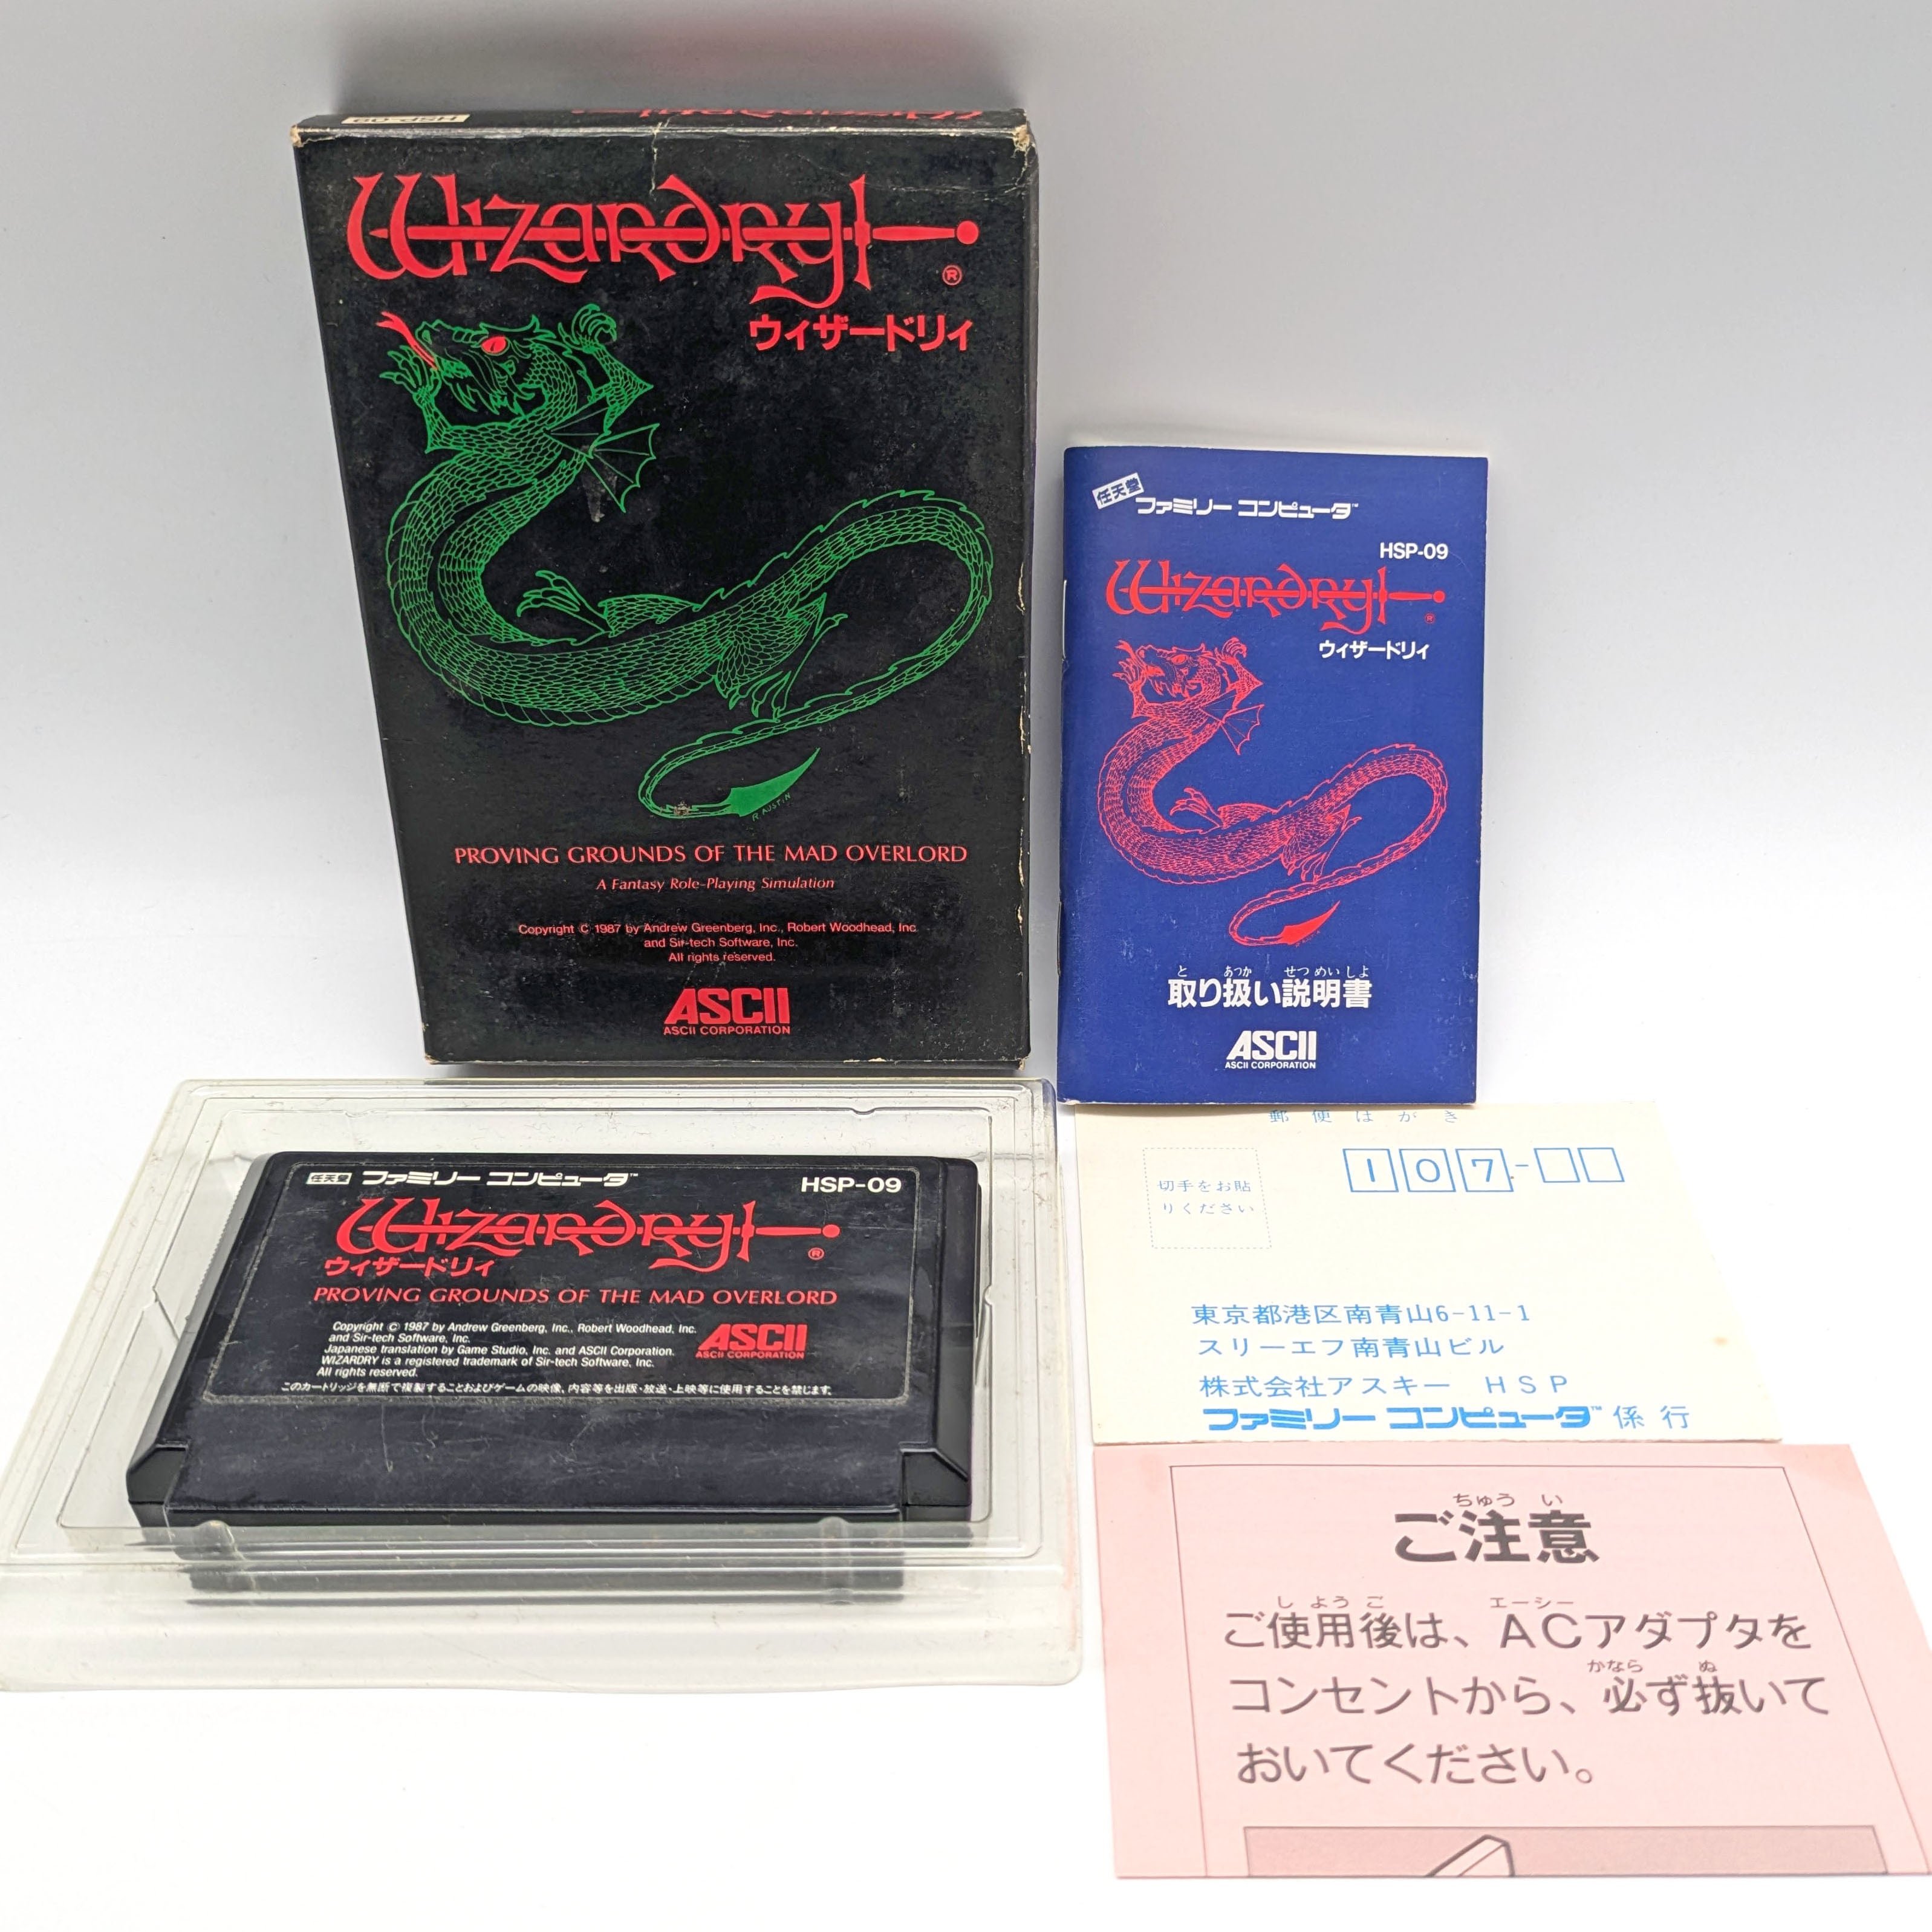 HSP-09
Wizardry
Wizardry
®
ウィザードリィ
R. AUSTIN
PROVING GROUNDS OF THE MAD OVERLORD
A Fantasy Role-Playing Simulation
Copyright © 1987 by Andrew Greenberg, Inc., Robert Woodhead, Inc
and Sir-tech Software, Inc.
All rights reserved.
ASCII
ASCII CORPORATION
任天堂
ファミリー コンピュータ™
HSP-09
Wizardry
®
ウィザードリィ
と あつか せつ めい しよ
取り扱い説明書
ASCII
ASCII CORPORATION
任天堂 ファミリー コンピュータ™
HSP-09
Wizardry
®
ウィザードリィ
PROVING GROUNDS OF THE MAD OVERLORD
Copyright © 1987 by Andrew Greenberg, Inc., Robert Woodhead, Inc.
and Sir-tech Software, Inc.
Japanese translation by Game Studio, Inc. and ASCII Corporation.
WIZARDRY is a registered trademark of Sir-tech Software, Inc.
All rights reserved.
ASCII
ASCII CORPORATION
このカートリッジを無断で複製することおよびゲームの映像、内容等を出版・放送・上映等に使用することを禁じます。
郵便はがき
切手をお貼
りください
107-
東京都港区南青山6-11-1
スリーエフ南青山ビル
株式会社アスキー HSP
ファミリー コンピュータ™係行
ちゅう い
ご注意
し よう ご エーシー
ご使用後は、ACアダプタを
かなら ぬ
コンセントから、必ず抜いて
おいてください。